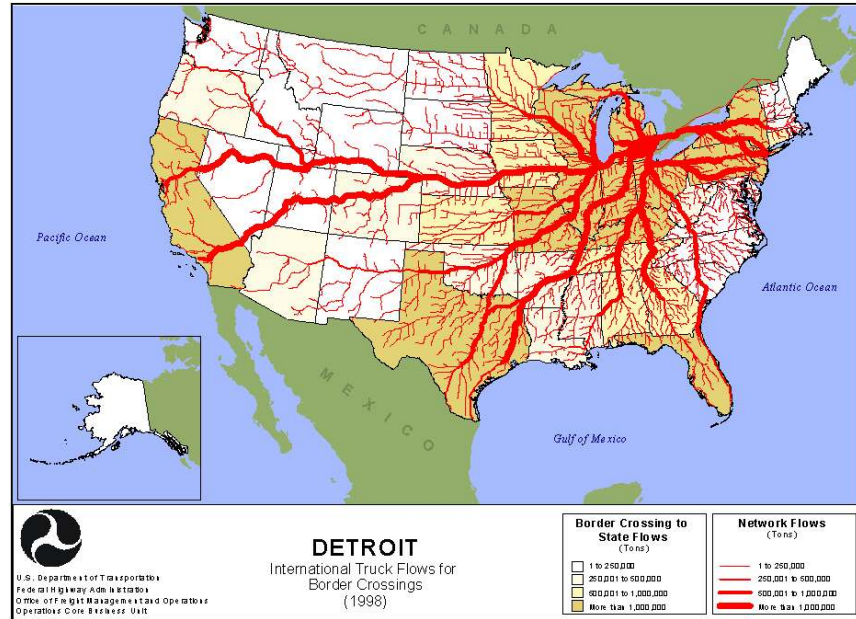 CANADA
Pacific Ocean
Atlantic Ocean
MEXICO
Gulf of Mexico
U.S. Department of Transportation
Federal Highway Administration
Office of Freight Management and Operations
Operations Core Business Unit
DETROIT
International Truck Flows for
Border Crossings
(1998)
Border Crossing to
State Flows
(Tons)
1 to 250,000
250,001 to 500,000
500,001 to 1,000,000
More than 1,000,000
Network Flows
(Tons)
1 to 250,000
250,001 to 500,000
500,001 to 1,000,000
More than 1,000,000